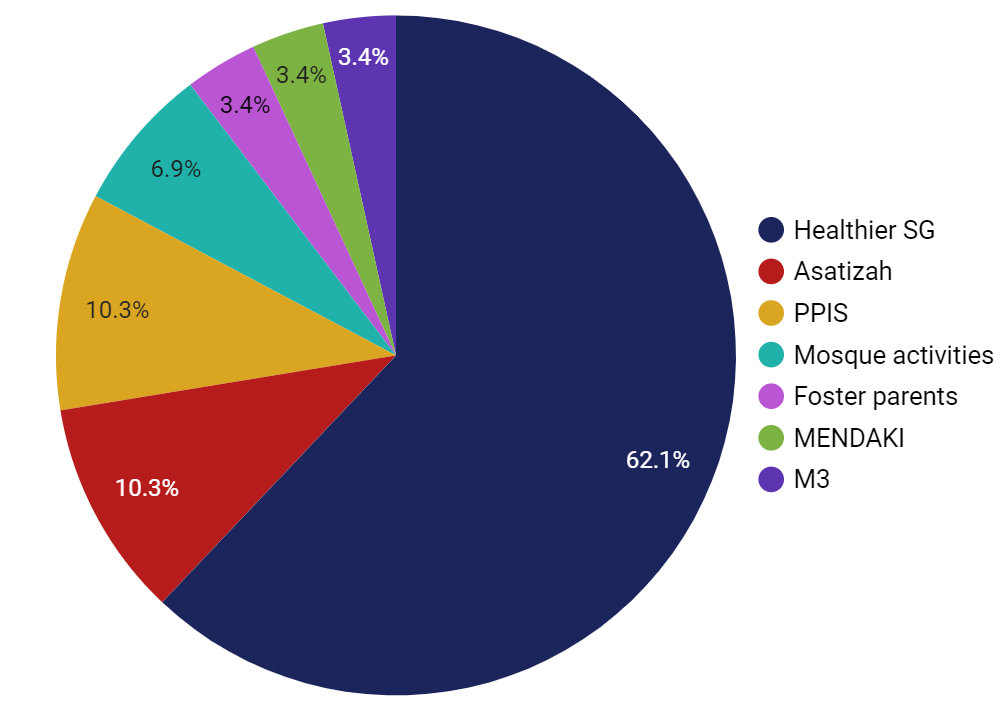 3.4%
3.4%
3.4%
6.9%
10.3%
10.3%
62.1%
Healthier SG
Asatizah
PPIS
Mosque activities
Foster parents
MENDAKI
M3